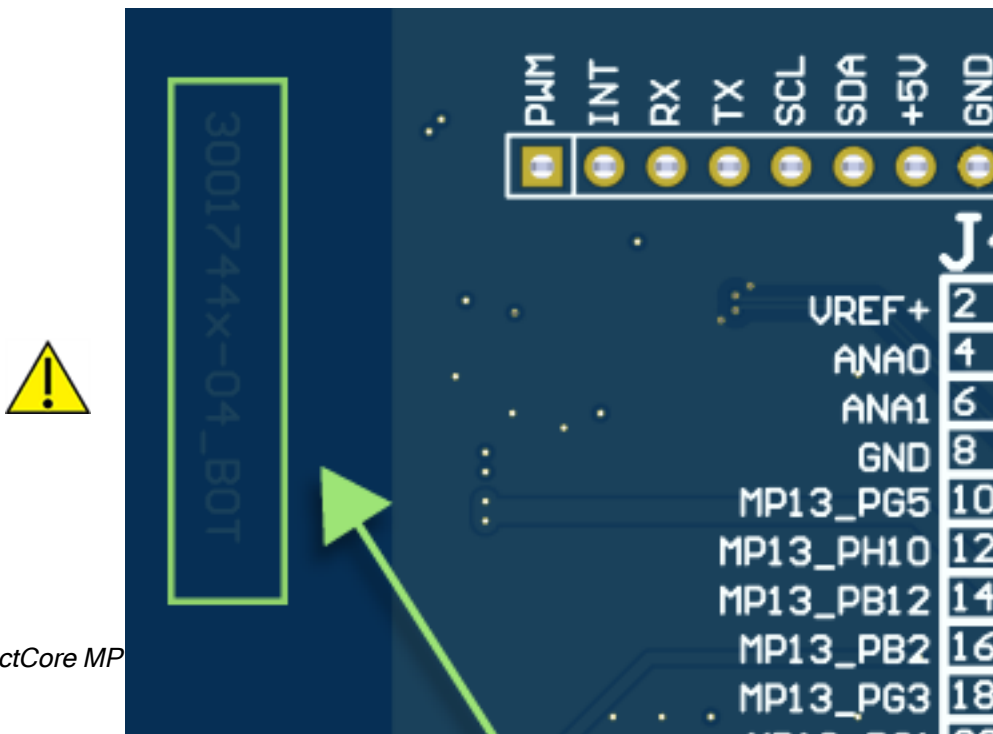 3001744x-04_BOT
PWM INT RX TX SCL SDA +5V GND
VREF+ 2
ANA0 4
ANA1 6
GND 8
MP13_PG5 10
MP13_PH10 12
MP13_PB12 14
MP13_PB2 16
MP13_PG3 18
ctCore MP